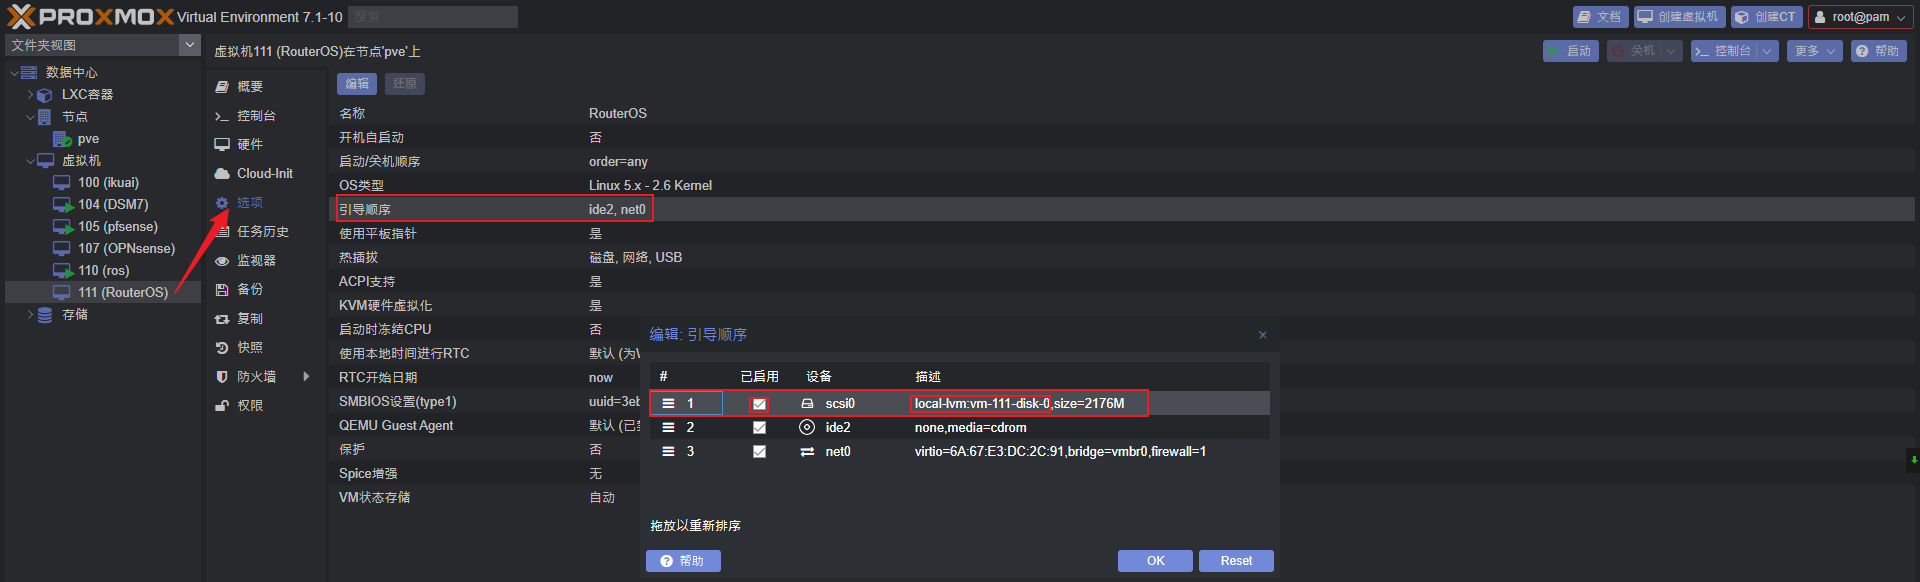 PROXMOX Virtual Environment 7.1-10 搜索 文档 创建虚拟机 创建CT root@pam
文件夹视图
虚拟机111 (RouterOS)在节点'pve'上 启动 关机 控制台 更多 帮助
数据中心
LXC容器
节点
pve
虚拟机
100 (ikuai)
104 (DSM7)
105 (pfsense)
107 (OPNsense)
110 (ros)
111 (RouterOS)
存储
概要
控制台
硬件
Cloud-Init
选项
任务历史
监视器
备份
复制
快照
防火墙
权限
编辑 还原
名称 RouterOS
开机自启动 否
启动/关机顺序 order=any
OS类型 Linux 5.x - 2.6 Kernel
引导顺序 ide2, net0
使用平板指针 是
热插拔 磁盘, 网络, USB
ACPI支持 是
KVM硬件虚拟化 是
启动时冻结CPU 否
使用本地时间进行RTC 默认 (为W
RTC开始日期 now
SMBIOS设置(type1) uuid=3eb
QEMU Guest Agent 默认 (已禁
保护 否
Spice增强 无
VM状态存储 自动
编辑: 引导顺序
# 已启用 设备 描述
1 scsi0 local-lvm:vm-111-disk-0,size=2176M
2 ide2 none,media=cdrom
3 net0 virtio=6A:67:E3:DC:2C:91,bridge=vmbr0,firewall=1
拖放以重新排序
帮助 OK Reset